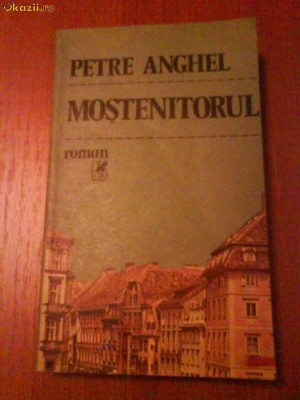 Okazii.ro
PETRE ANGHEL
MOȘTENITORUL
roman